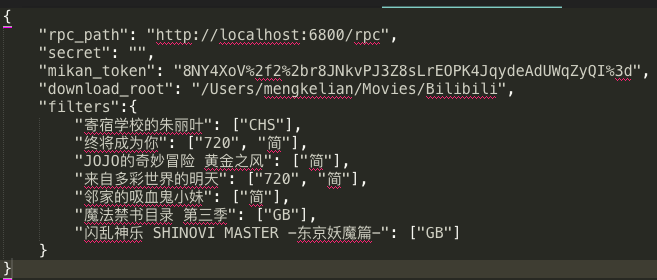 {
    "rpc_path": "http://localhost:6800/rpc",
    "secret": "",
    "mikan_token": "8NY4XoV%2f2%2br8JNkvPJ3Z8sLrEOPK4JqydeAdUWqZyQI%3d",
    "download_root": "/Users/mengkelian/Movies/Bilibili",
    "filters":{
        "寄宿学校的朱丽叶": ["CHS"],
        "终将成为你": ["720", "简"],
        "JOJO的奇妙冒险 黄金之风": ["简"],
        "来自多彩世界的明天": ["720", "简"],
        "邻家的吸血鬼小妹": ["简"],
        "魔法禁书目录 第三季": ["GB"],
        "闪乱神乐 SHINOVI MASTER -东京妖魔篇-": ["GB"]
    }
}